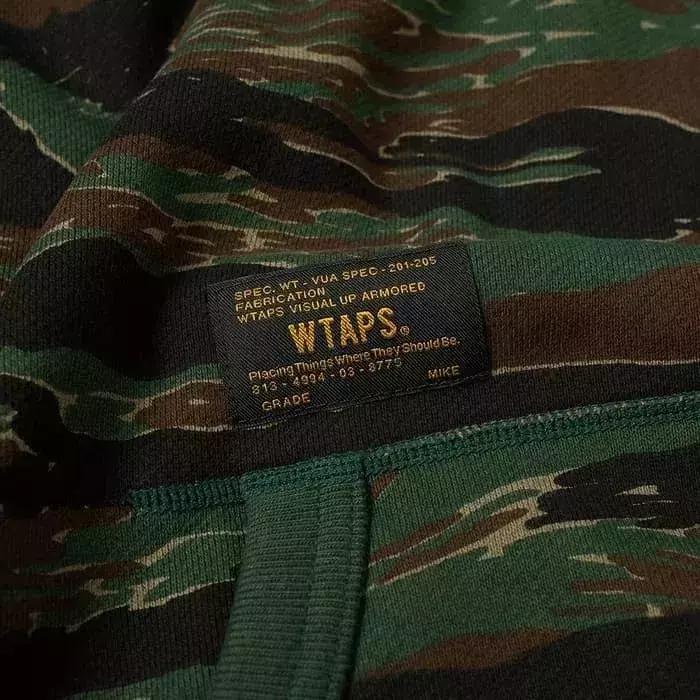 SPEC. WT - VUA SPEC - 201-205
FABRICATION
WTAPS VISUAL UP ARMORED
WTAPS®
Placing Things Where They Should Be.
813 - 4994 - 03 - 8775
MIKE
GRADE